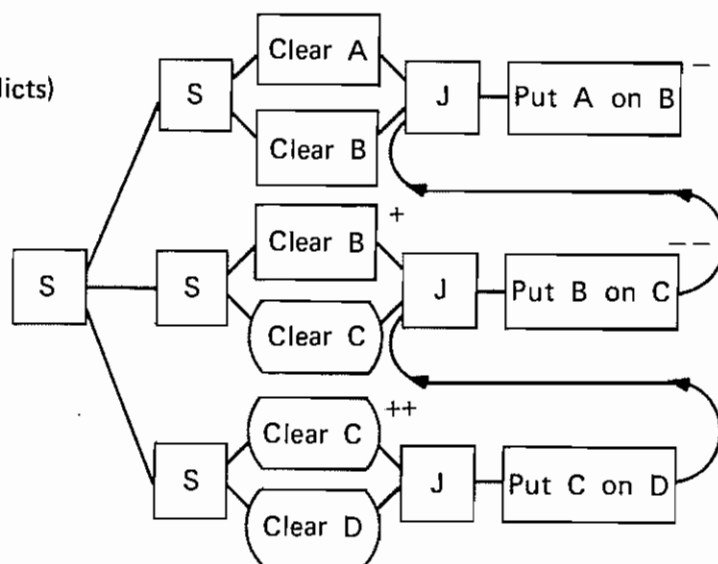 licts)
S
Clear A
Clear B
J
Put A on B −
S
S
Clear B +
Clear C
J
Put B on C − −
S
Clear C ++
Clear D
J
Put C on D